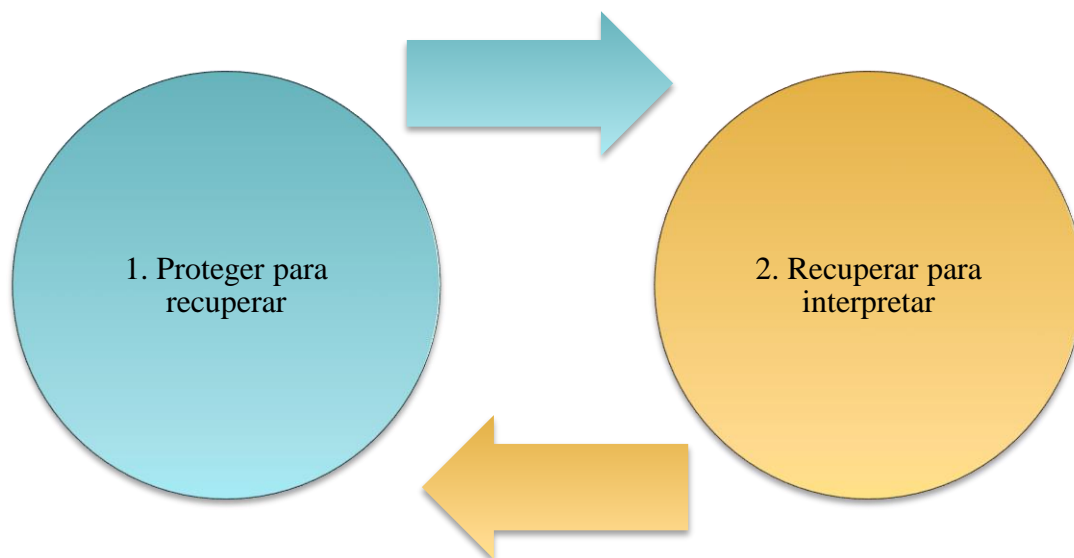 1. Proteger para
recuperar
2. Recuperar para
interpretar